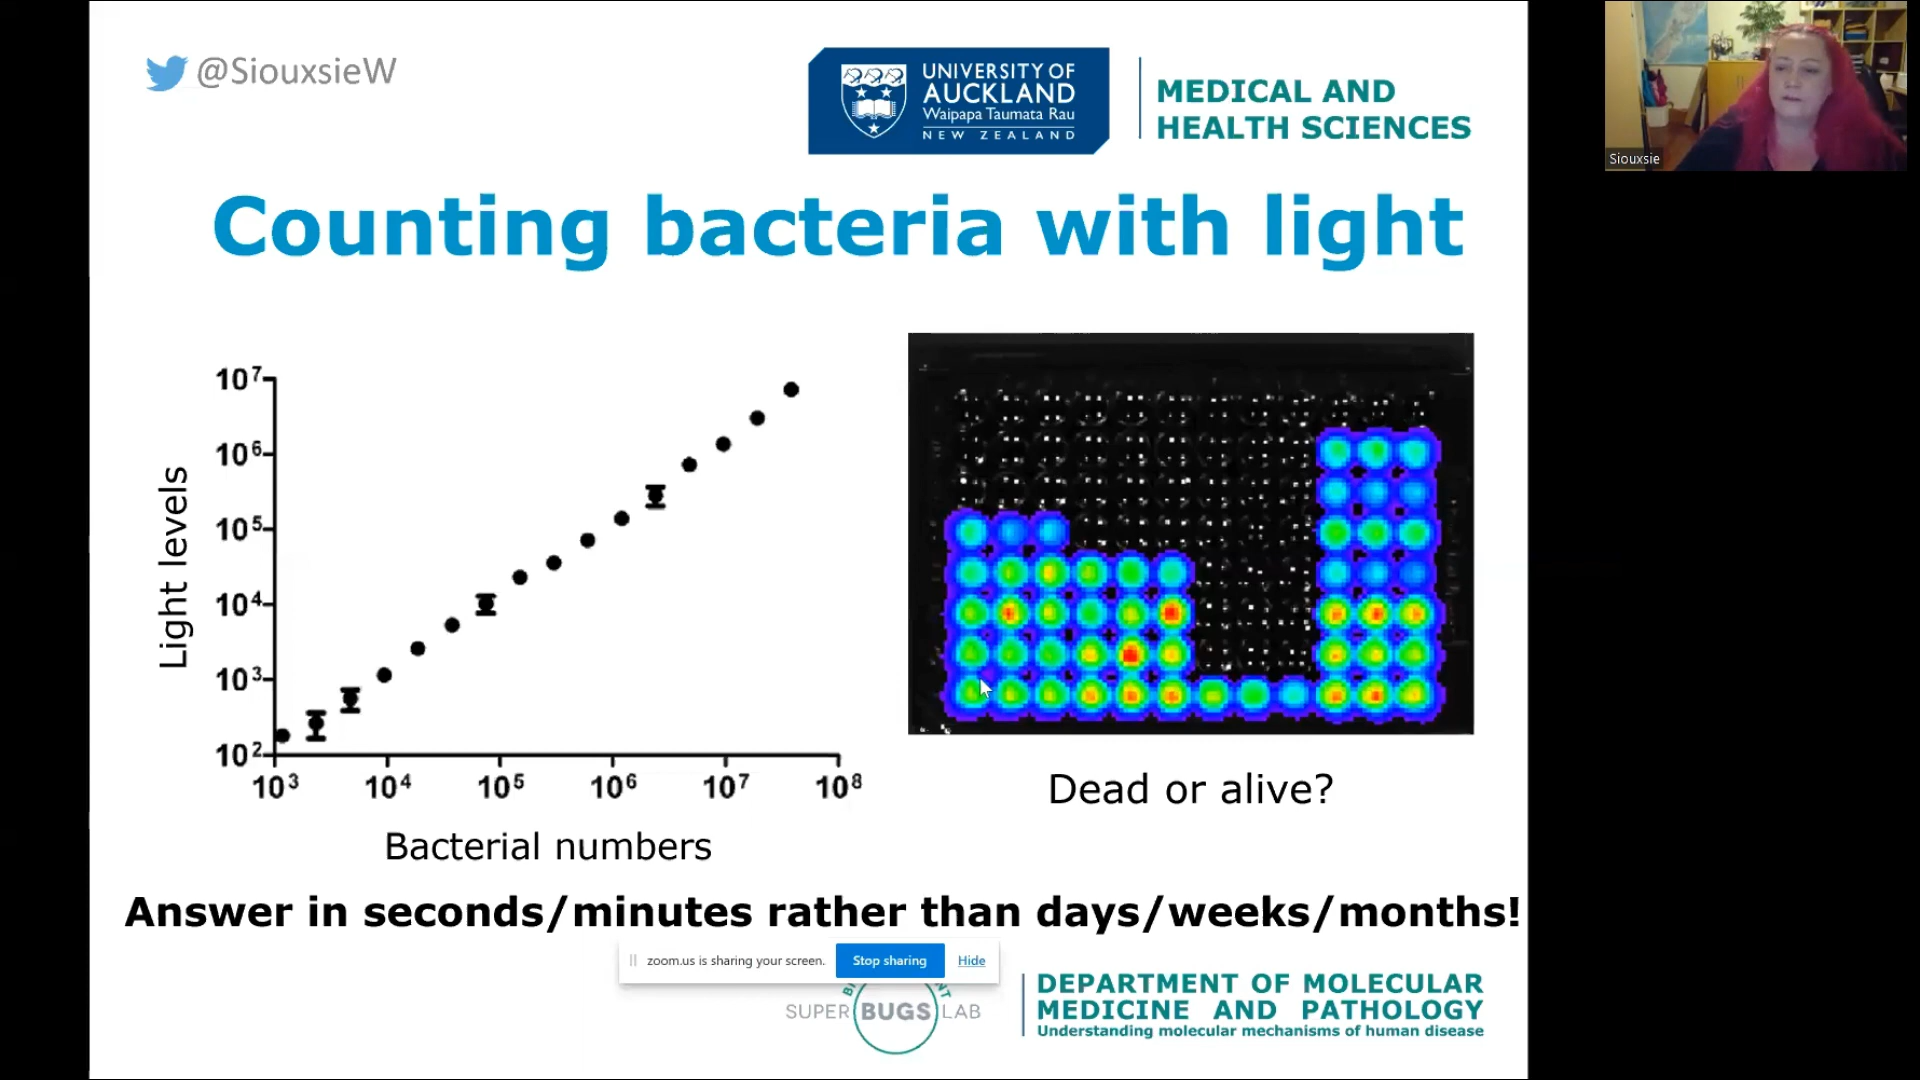 @SiouxsieW
UNIVERSITY OF
AUCKLAND
Waipapa Taumata Rau
NEW ZEALAND
MEDICAL AND
HEALTH SCIENCES
Siouxsie
Counting bacteria with light
Light levels
10⁷
10⁶
10⁵
10⁴
10³
10²
10³ 10⁴ 10⁵ 10⁶ 10⁷ 10⁸
Bacterial numbers
Dead or alive?
Answer in seconds/minutes rather than days/weeks/months!
zoom.us is sharing your screen. Stop sharing Hide
SUPER BUGS LAB
DEPARTMENT OF MOLECULAR
MEDICINE AND PATHOLOGY
Understanding molecular mechanisms of human disease